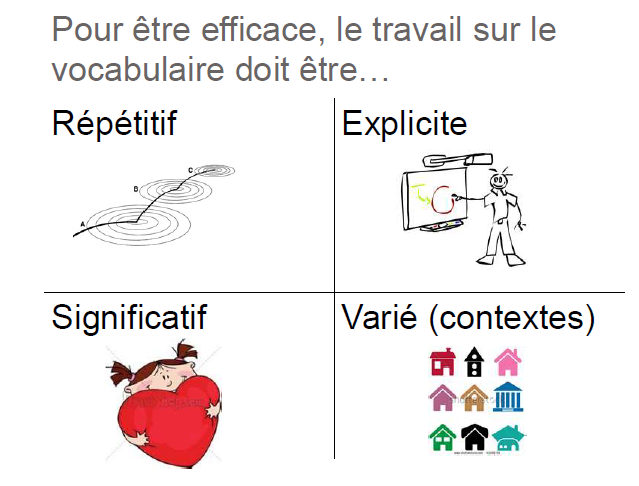 Pour être efficace, le travail sur le
vocabulaire doit être…
Répétitif
Explicite
C
B
A
Significatif
Varié (contextes)